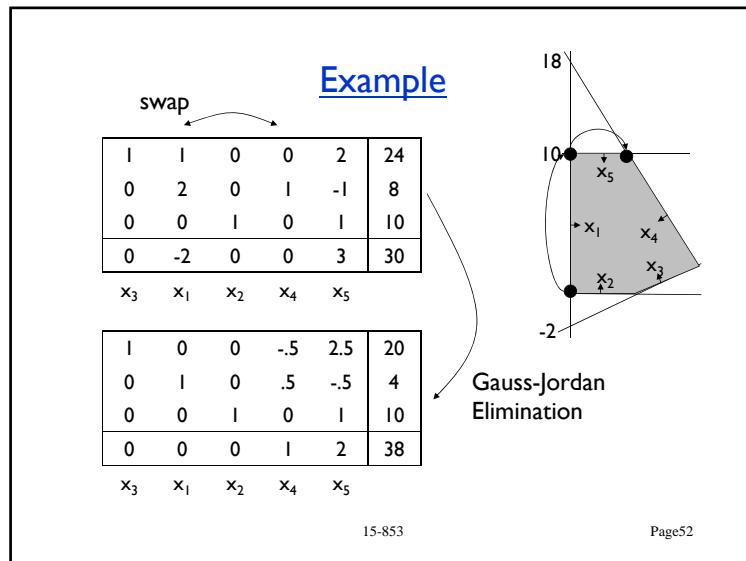 Example
swap
1 1 0 0 2 24
0 2 0 1 -1 8
0 0 1 0 1 10
0 -2 0 0 3 30
x3 x1 x2 x4 x5
1 0 0 -.5 2.5 20
0 1 0 .5 -.5 4
0 0 1 0 1 10
0 0 0 1 2 38
x3 x1 x2 x4 x5
18
10
x5
x1
x4
x3
x2
-2
Gauss-Jordan
Elimination
15-853
Page52